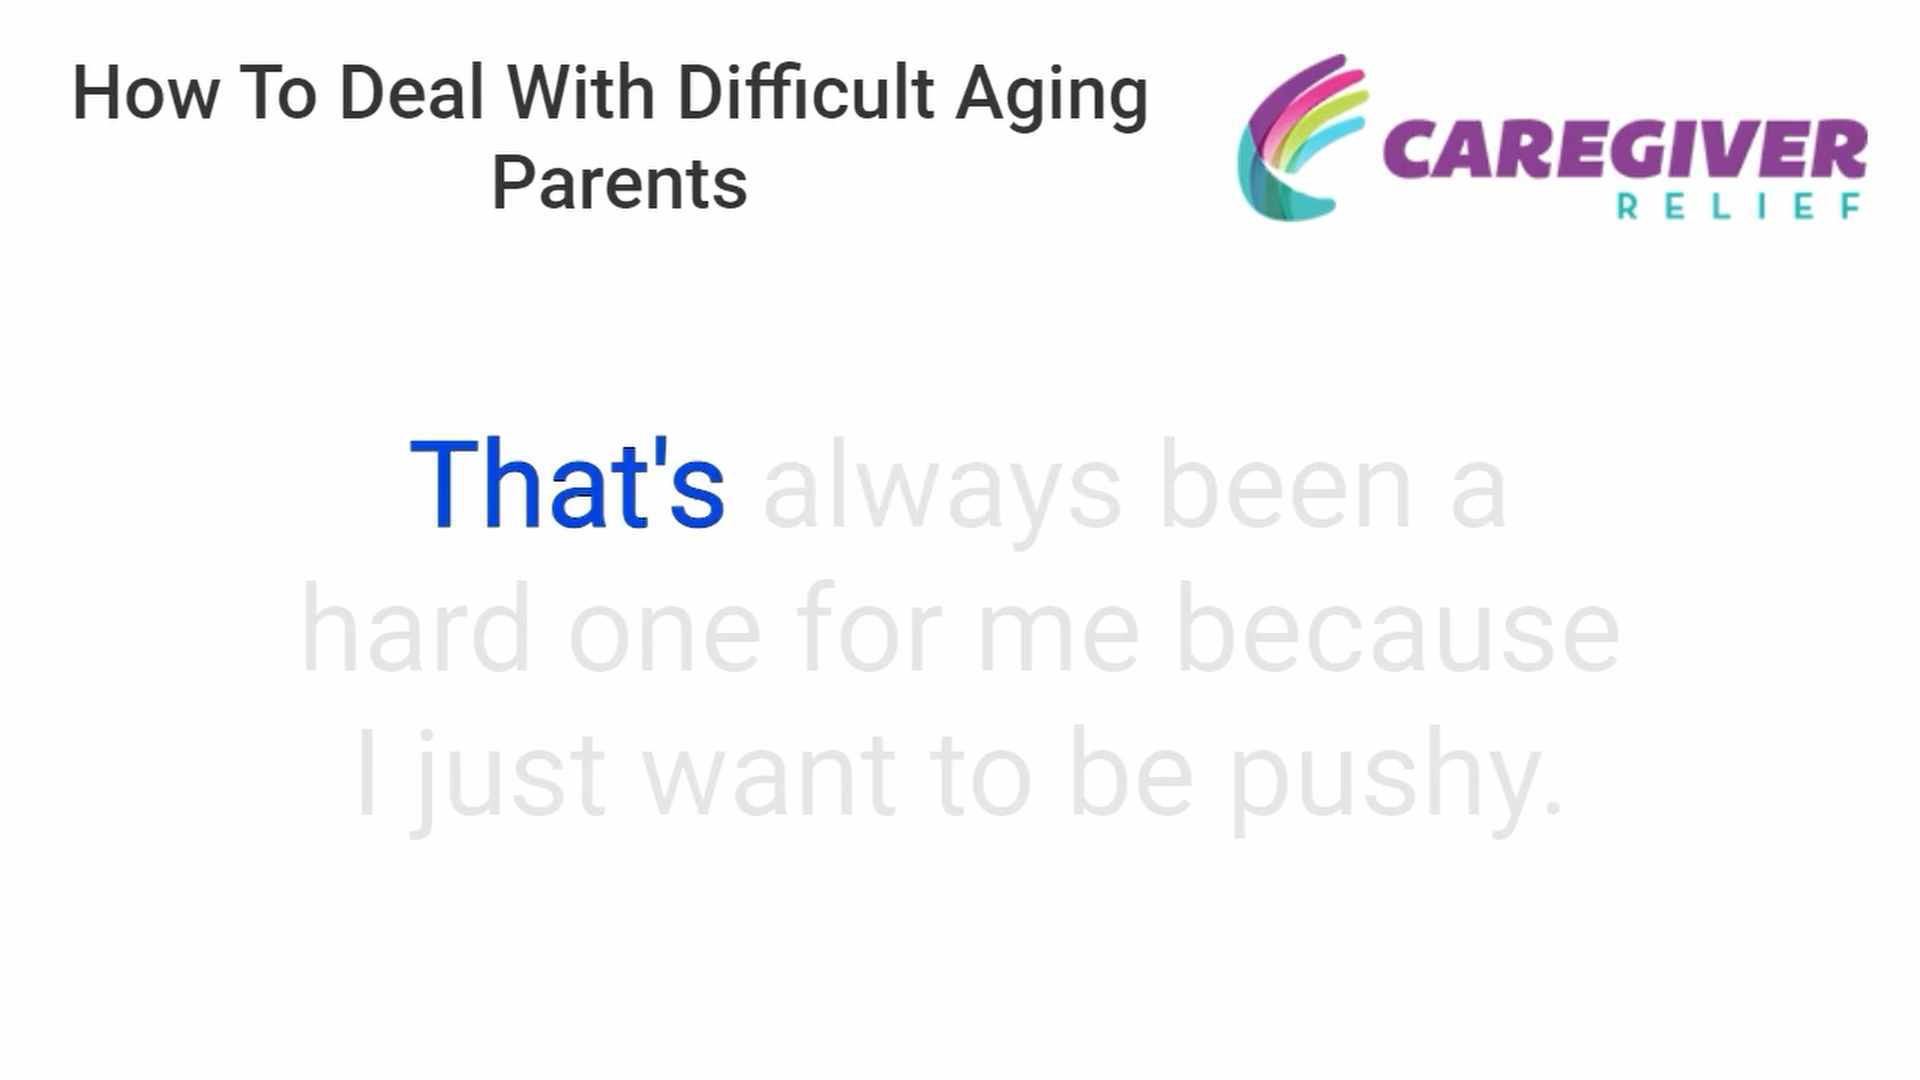 How To Deal With Difficult Aging
Parents
CAREGIVER
RELIEF
That's always been a
hard one for me because
I just want to be pushy.